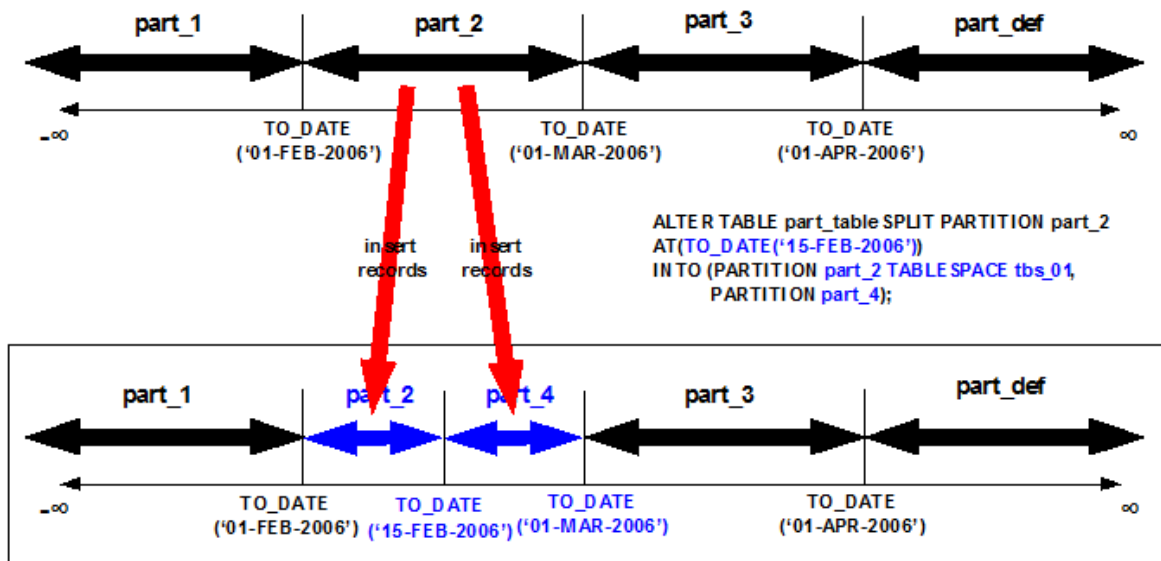 part_1 part_2 part_3 part_def
-∞ TO_DATE TO_DATE TO_DATE ∞
(‘01-FEB-2006’) (‘01-MAR-2006’) (‘01-APR-2006’)
ALTER TABLE part_table SPLIT PARTITION part_2
AT(TO_DATE(‘15-FEB-2006’))
INTO (PARTITION part_2 TABLESPACE tbs_01,
PARTITION part_4);
insert insert
records records
part_1 part_2 part_4 part_3 part_def
-∞ TO_DATE TO_DATE TO_DATE TO_DATE ∞
(‘01-FEB-2006’) (‘15-FEB-2006’) (‘01-MAR-2006’) (‘01-APR-2006’)